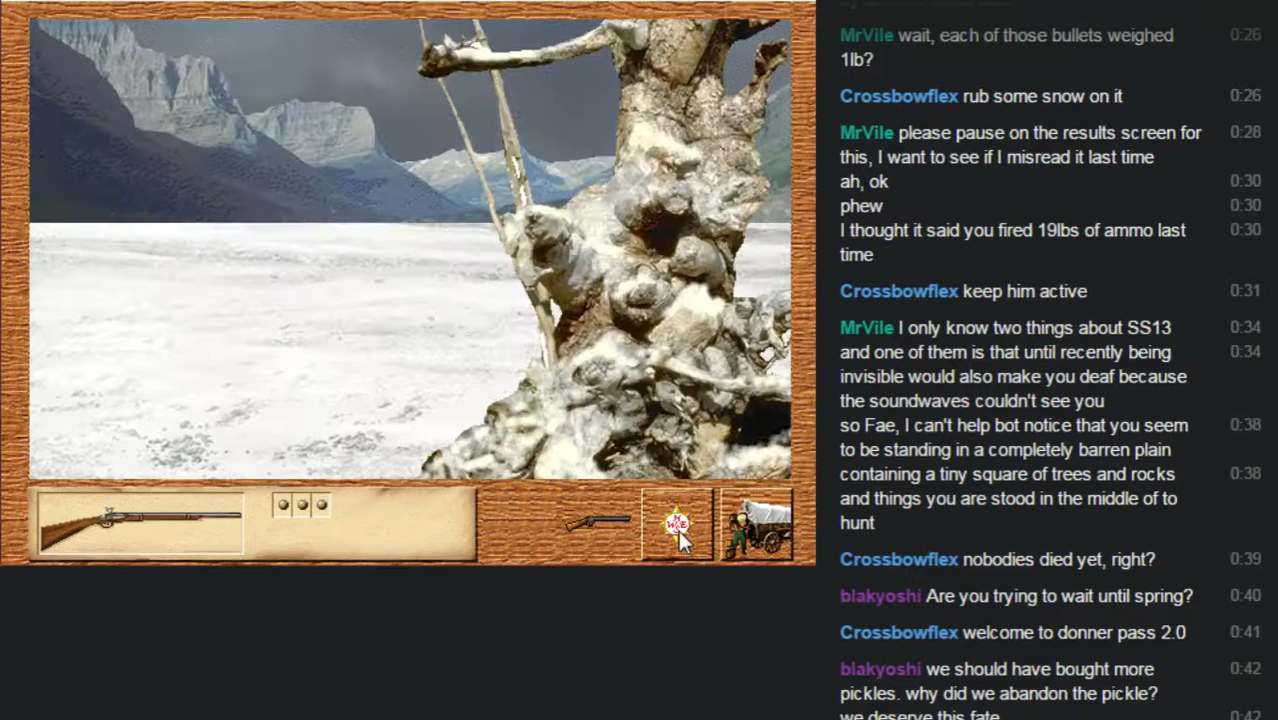 MrVile wait, each of those bullets weighed 0:26
1lb?
Crossbowflex rub some snow on it 0:26
MrVile please pause on the results screen for 0:28
this, I want to see if I misread it last time
ah, ok 0:30
phew 0:30
I thought it said you fired 19lbs of ammo last 0:30
time
Crossbowflex keep him active 0:31
MrVile I only know two things about SS13 0:34
and one of them is that until recently being 0:34
invisible would also make you deaf because
the soundwaves couldn't see you
so Fae, I can't help bot notice that you seem 0:38
to be standing in a completely barren plain
containing a tiny square of trees and rocks 0:38
and things you are stood in the middle of to
hunt
Crossbowflex nobodies died yet, right? 0:39
blakyoshi Are you trying to wait until spring? 0:40
Crossbowflex welcome to donner pass 2.0 0:41
blakyoshi we should have bought more 0:42
pickles. why did we abandon the pickle?
we deserve this fate 0:42
N
W E